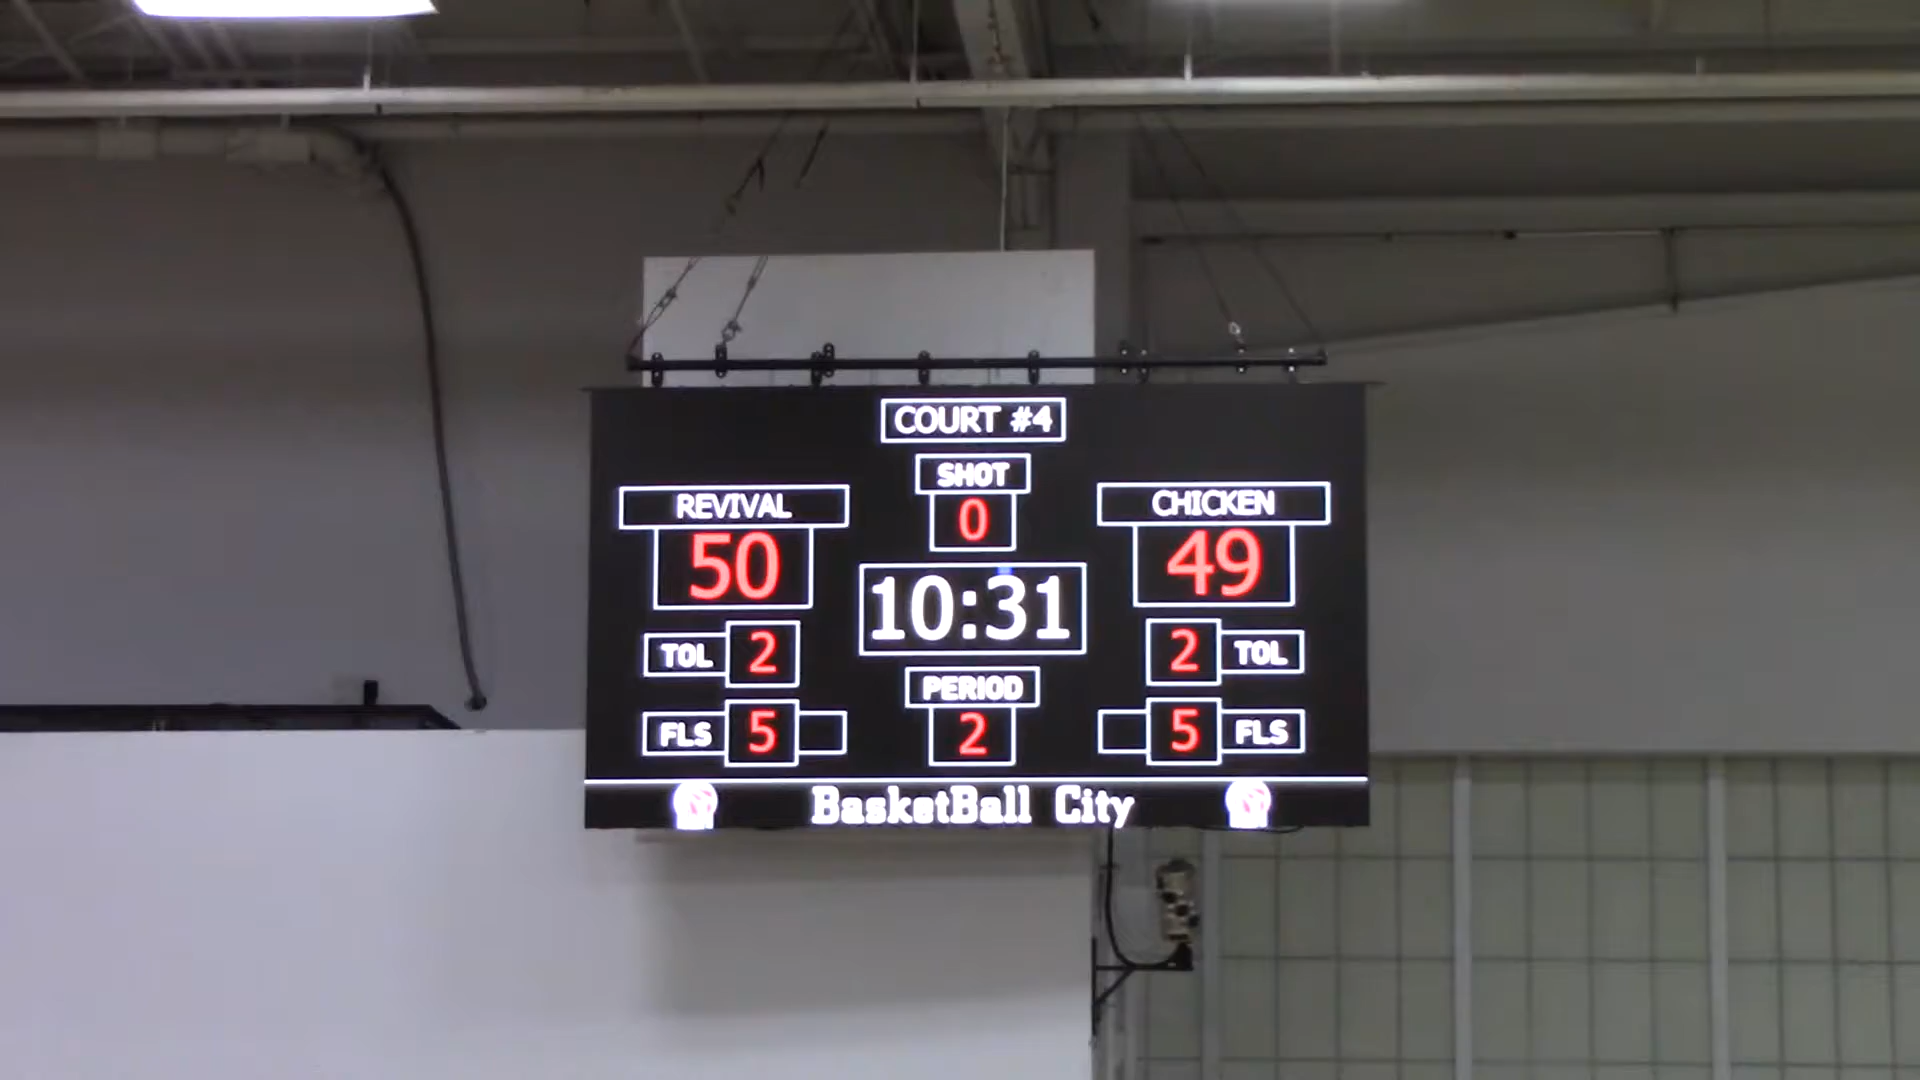 COURT #4
SHOT
0
REVIVAL
50
CHICKEN
49
10:31
TOL 2
2 TOL
PERIOD
2
FLS 5
5 FLS
BasketBall City